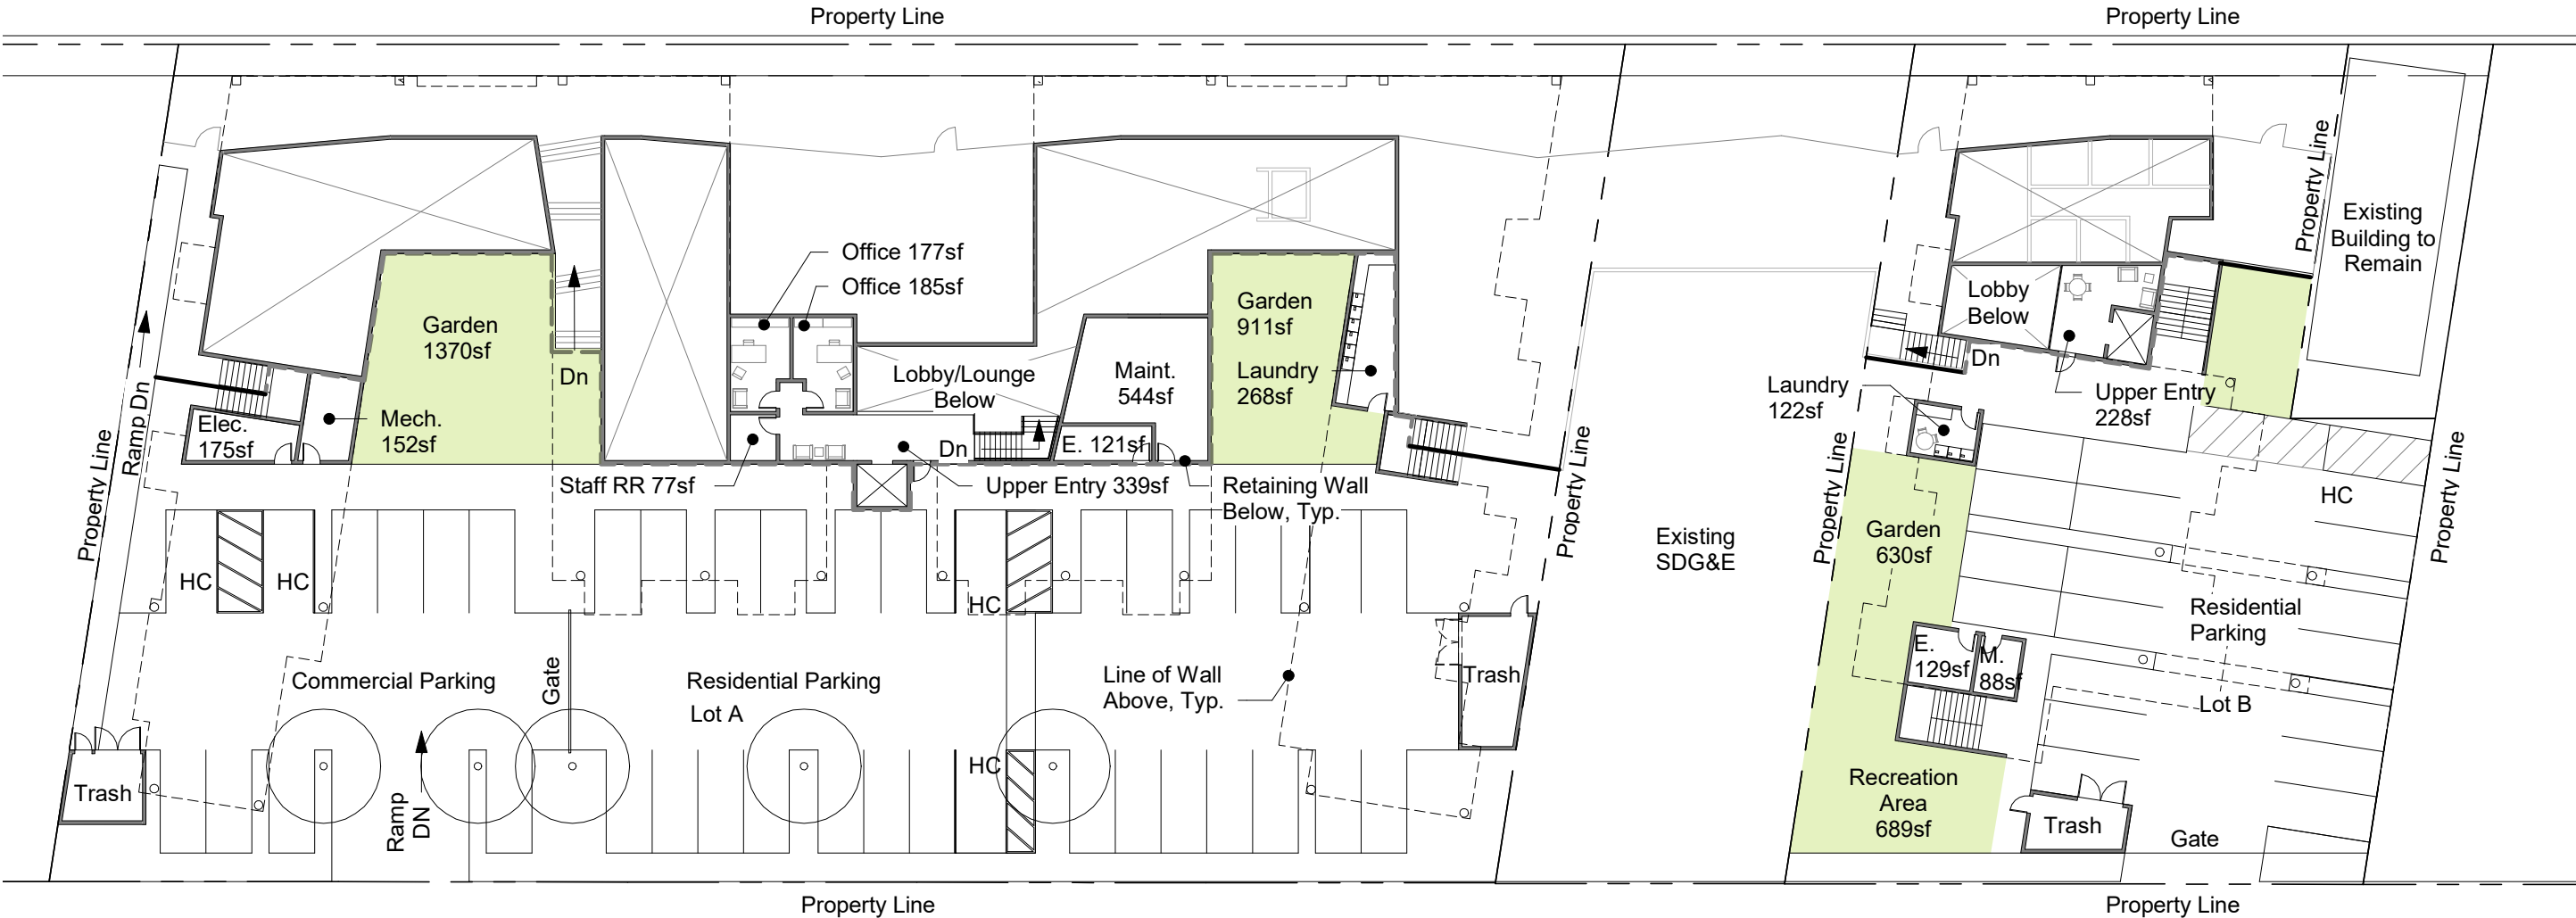 Property Line
Property Line
Property Line
Existing
Building to
Remain
Office 177sf
Office 185sf
Garden
1370sf
Garden
911sf
Lobby
Below
Ramp Dn
Dn
Lobby/Lounge
Below
Maint.
544sf
Laundry
268sf
Dn
Laundry
122sf
Upper Entry
228sf
Mech.
152sf
Elec.
175sf
Dn
E. 121sf
Staff RR 77sf
Upper Entry 339sf
Retaining Wall
Below, Typ.
Property Line
Property Line
Property Line
Property Line
HC
Existing
SDG&E
Garden
630sf
HC
HC
HC
Residential
Parking
E.
129sf
M.
88sf
Commercial Parking
Gate
Residential Parking
Lot A
Line of Wall
Above, Typ.
Trash
Lot B
HC
Trash
Ramp
DN
Recreation
Area
689sf
Trash
Gate
Property Line
Property Line